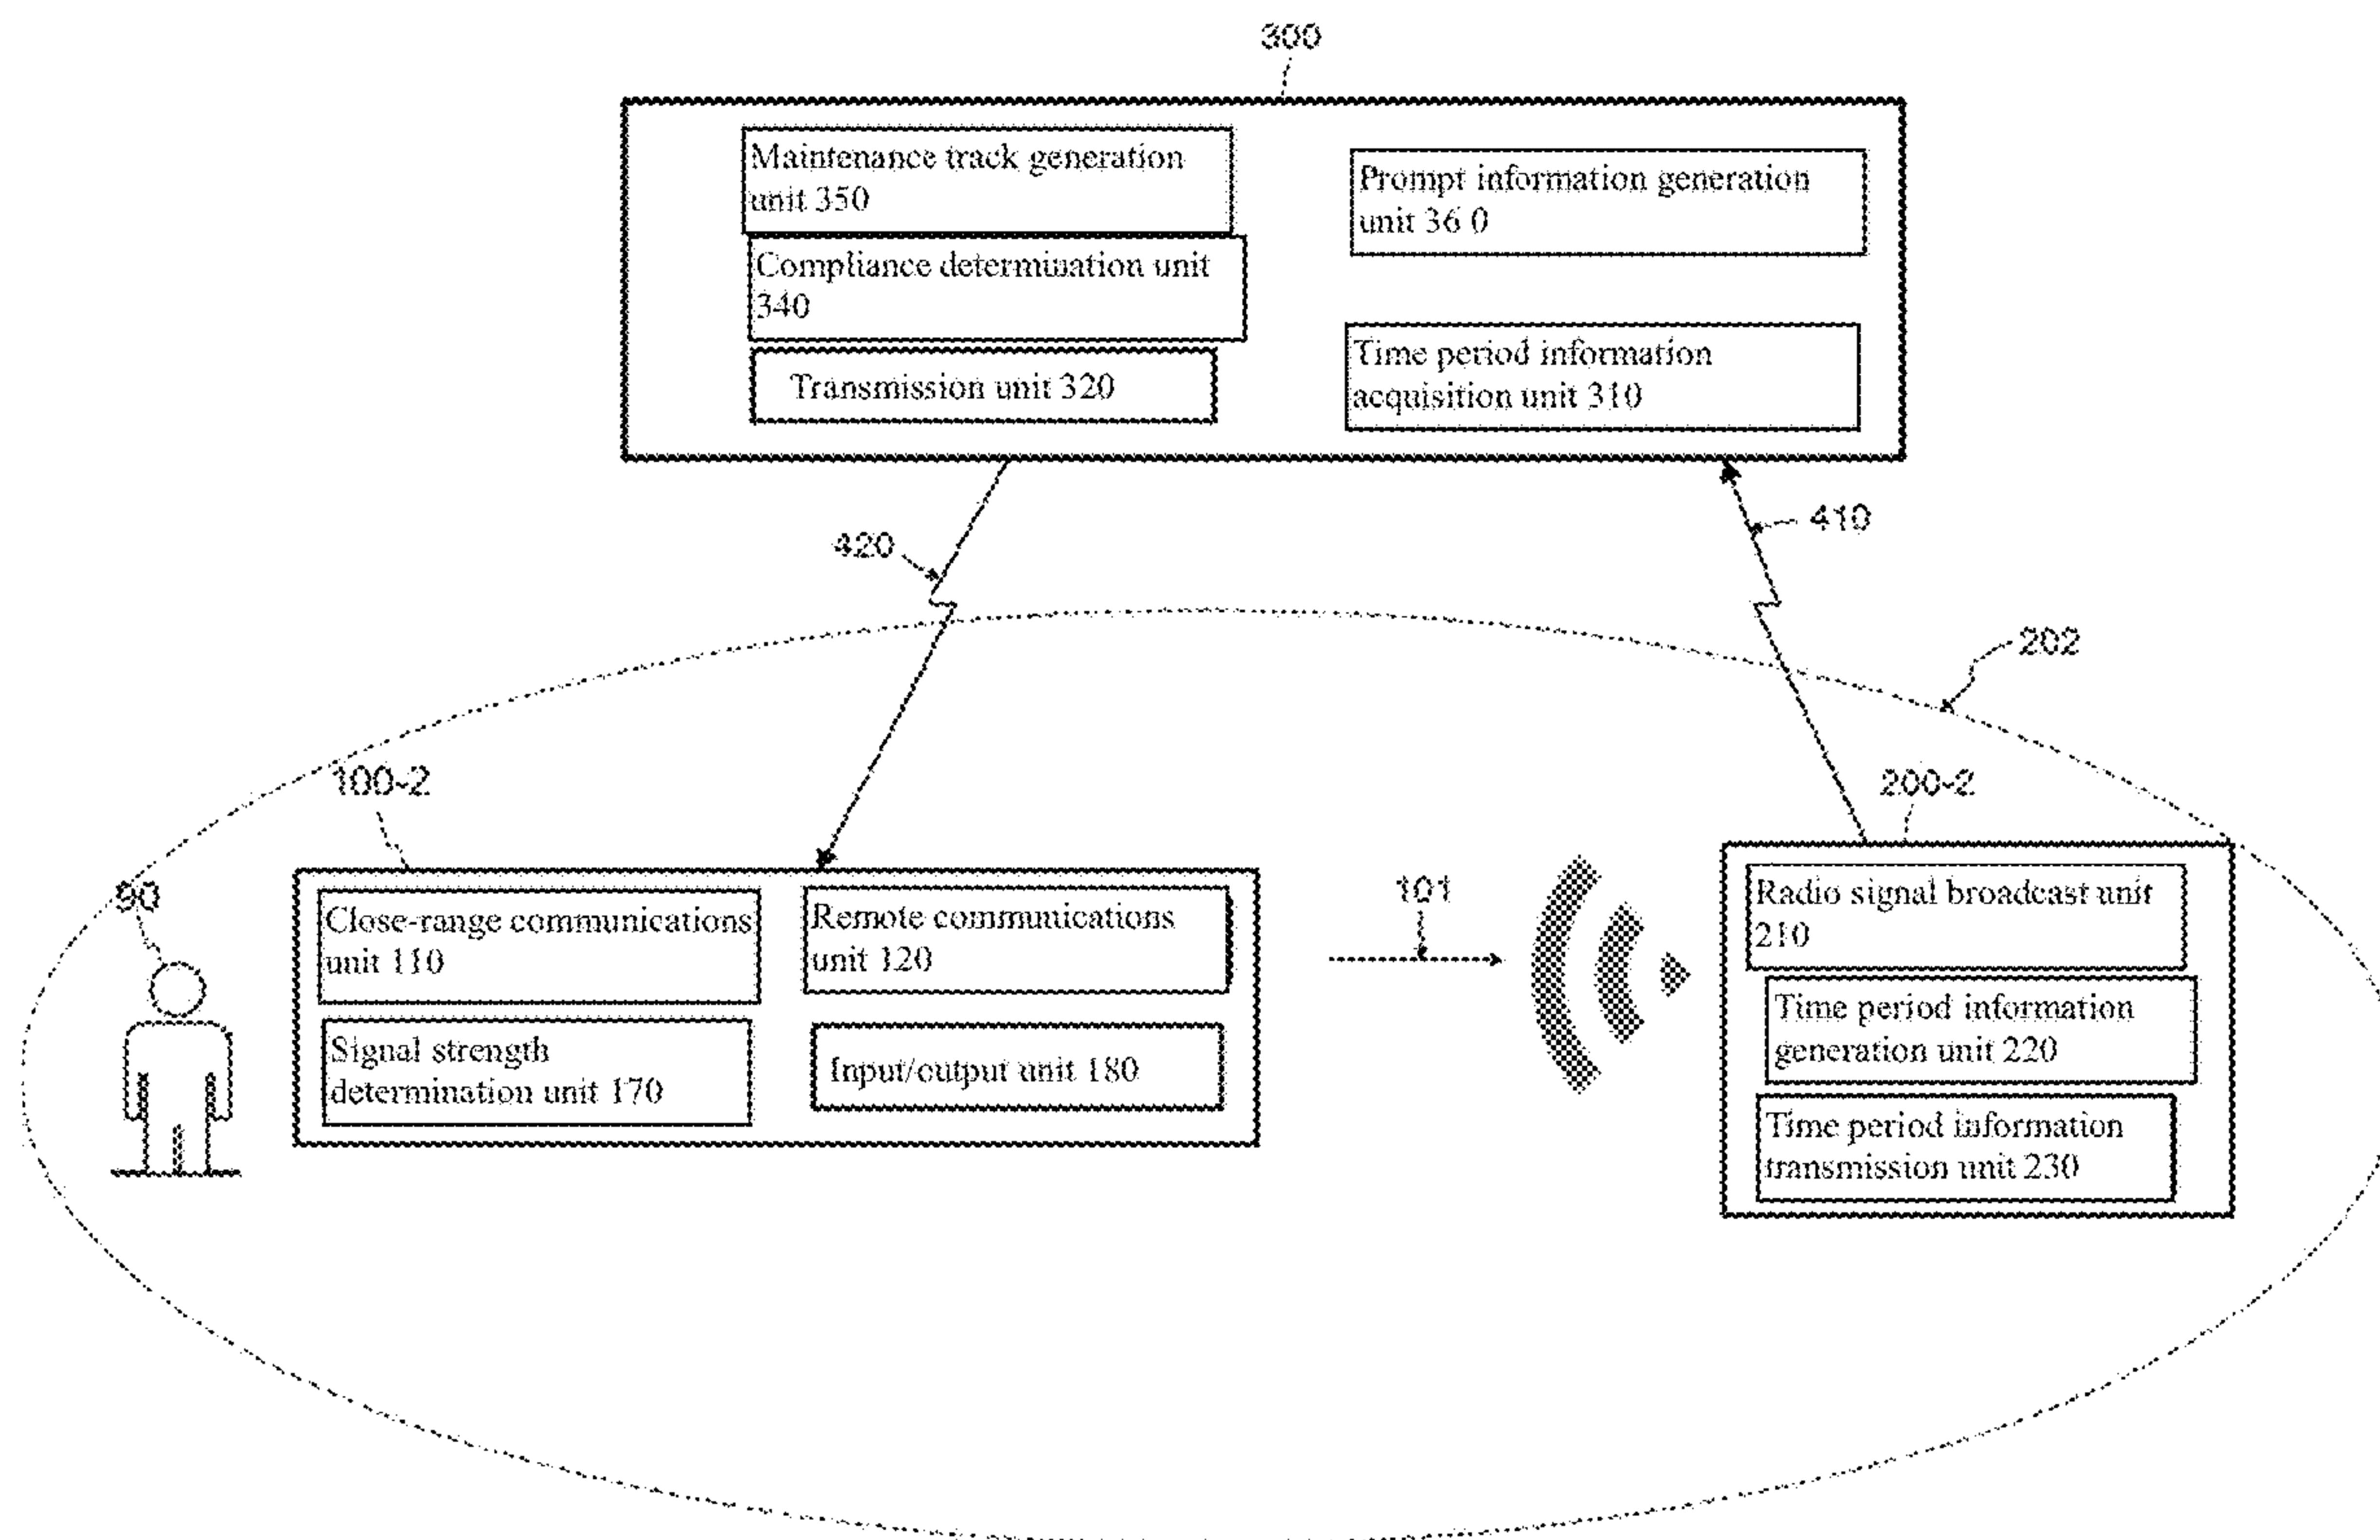 300
Maintenance track generation
unit 350
Prompt information generation
unit 36 0
Compliance determination unit
340
Time period information
acquisition unit 310
Transmission unit 320
420
410
202
100-2
200-2
90
Close-range communications
unit 110
Remote communications
unit 120
101
Radio signal broadcast unit
210
Signal strength
determination unit 170
Input/output unit 180
Time period information
generation unit 220
Time period information
transmission unit 230